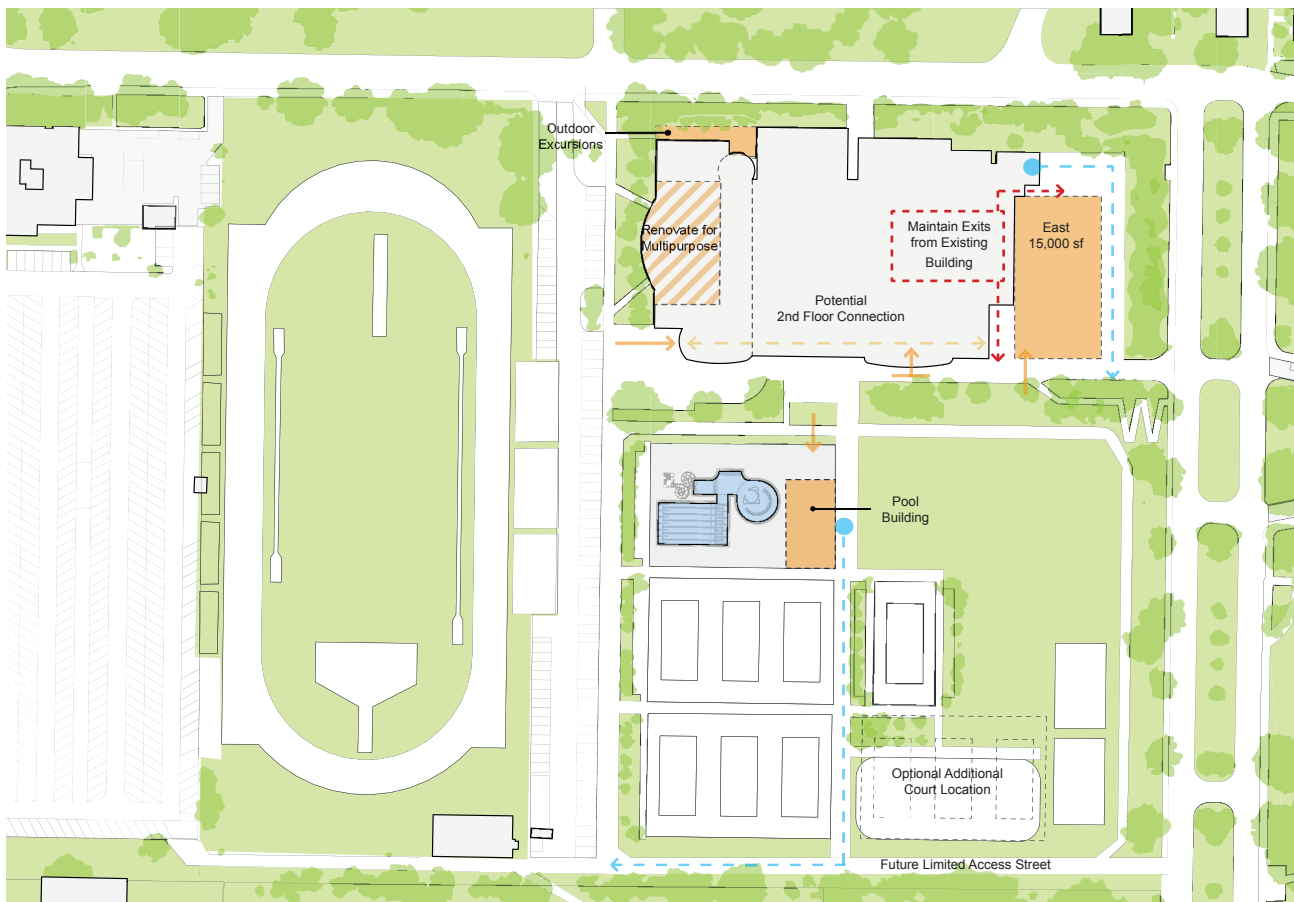 Outdoor
Excursions
Renovate for
Multipurpose
Maintain Exits
from Existing
Building
East
15,000 sf
Potential
2nd Floor Connection
Pool
Building
Optional Additional
Court Location
Future Limited Access Street